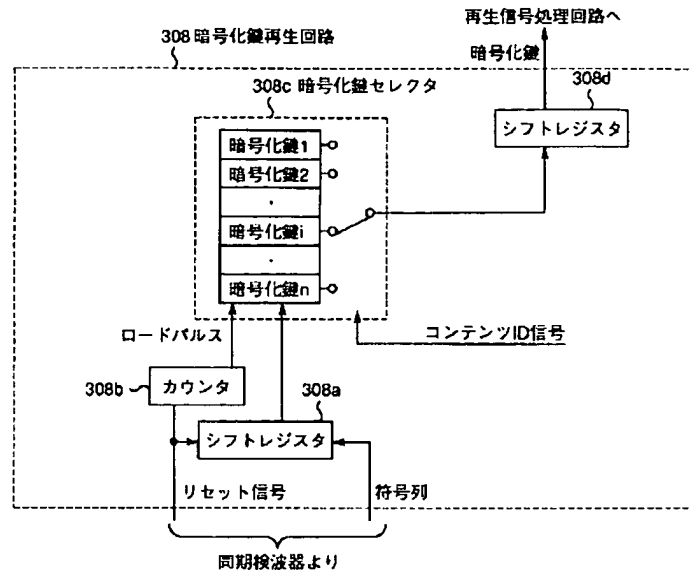 再生信号処理回路へ
308 暗号化鍵再生回路
暗号化鍵
308c 暗号化鍵セレクタ
308d
シフトレジスタ
暗号化鍵1
暗号化鍵2
・
暗号化鍵i
・
暗号化鍵n
ロードパルス
コンテンツID信号
308b
カウンタ
308a
シフトレジスタ
リセット信号
符号列
同期検波器より